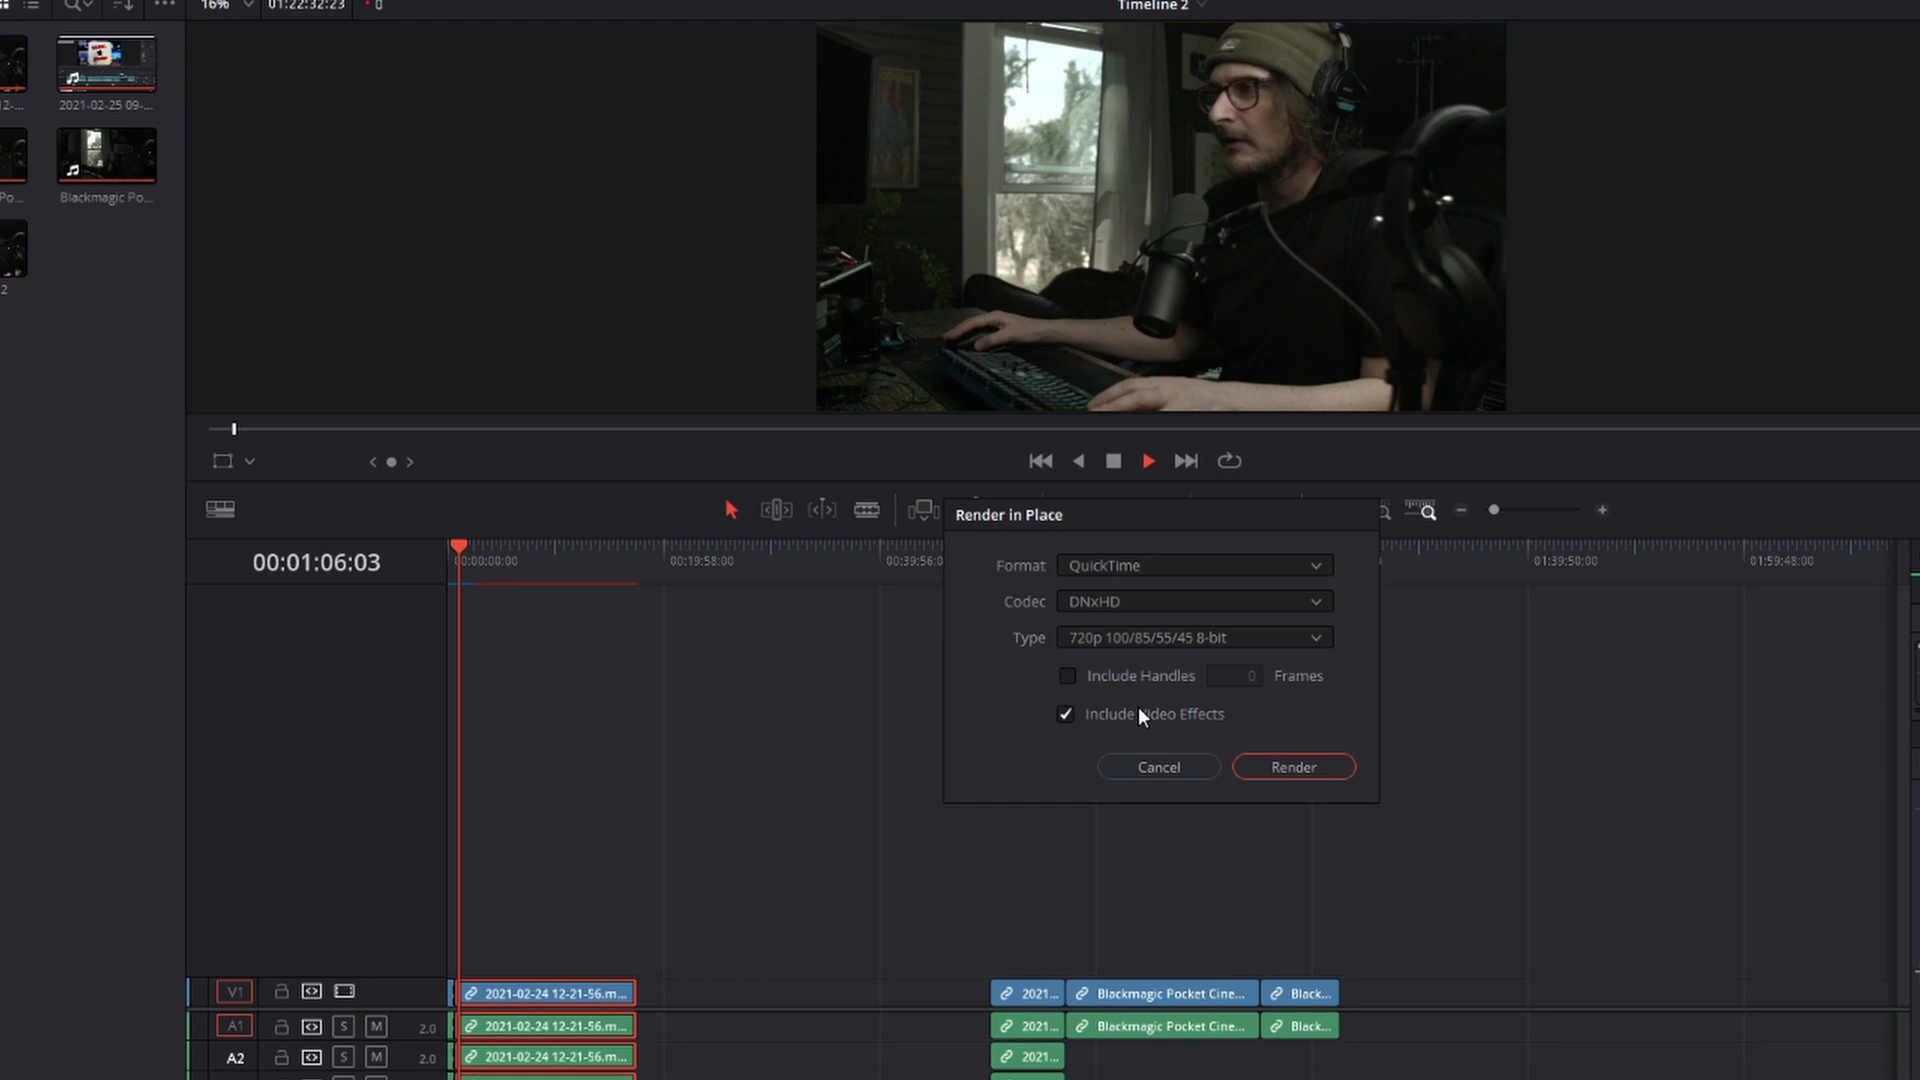 16%
01:22:32:23
Timeline 2
12-...
2021-02-25 09-...
Po...
Blackmagic Po...
2
00:01:06:03
00:00:00:00
00:19:58:00
00:39:56:0
01:39:50:00
01:59:48:00
Render in Place
Format QuickTime
Codec DNxHD
Type 720p 100/85/55/45 8-bit
Include Handles 0 Frames
Include Video Effects
Cancel Render
V1 2021-02-24 12-21-56.m... 2021... Blackmagic Pocket Cine... Black...
A1 S M 2.0 2021-02-24 12-21-56.m... 2021... Blackmagic Pocket Cine... Black...
A2 S M 2.0 2021-02-24 12-21-56.m... 2021...